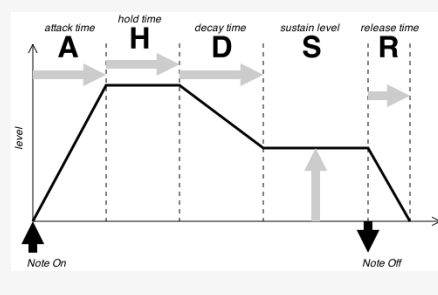 attack time
hold time
decay time
sustain level
release time
A
H
D
S
R
level
Note On
Note Off